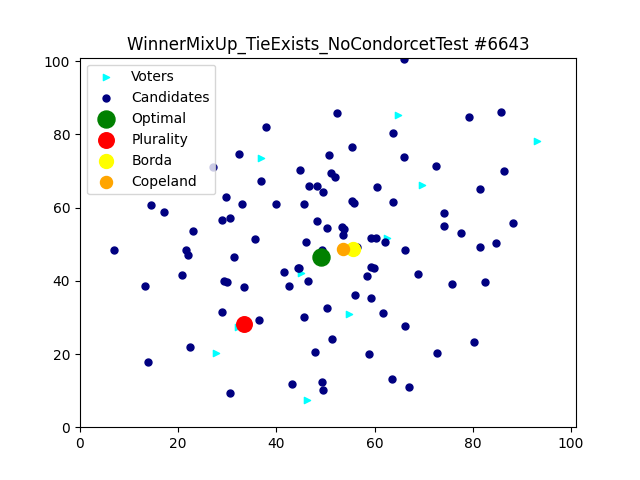 WinnerMixUp_TieExists_NoCondorcetTest #6643
100
80
60
40
20
0
Voters
Candidates
Optimal
Plurality
Borda
Copeland
0 20 40 60 80 100